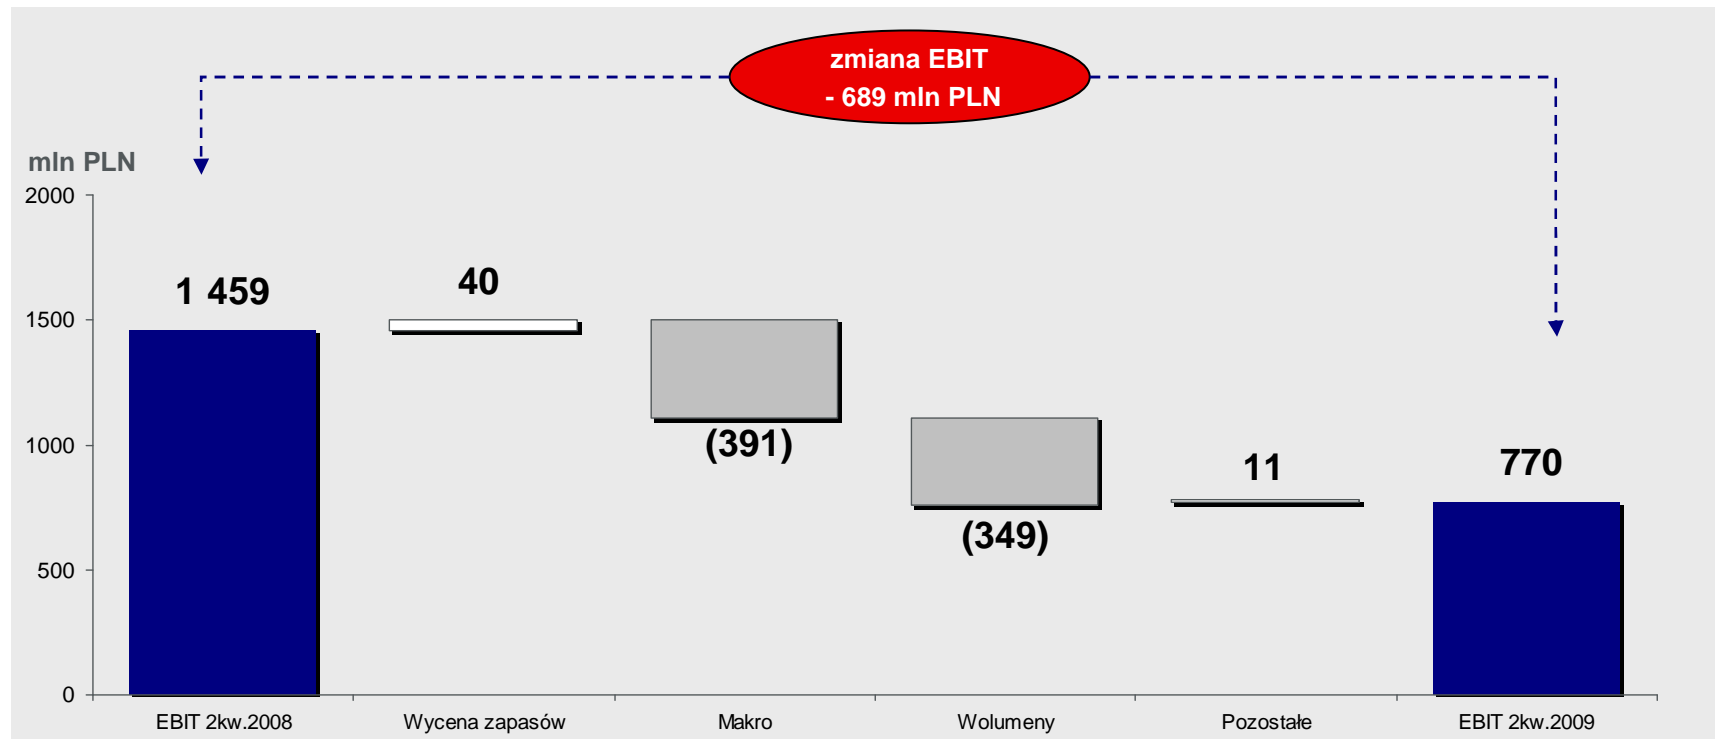 zmiana EBIT
- 689 mln PLN
mln PLN
2000
1500
1000
500
0
1 459
40
(391)
(349)
11
770
EBIT 2kw.2008
Wycena zapasów
Makro
Wolumeny
Pozostałe
EBIT 2kw.2009